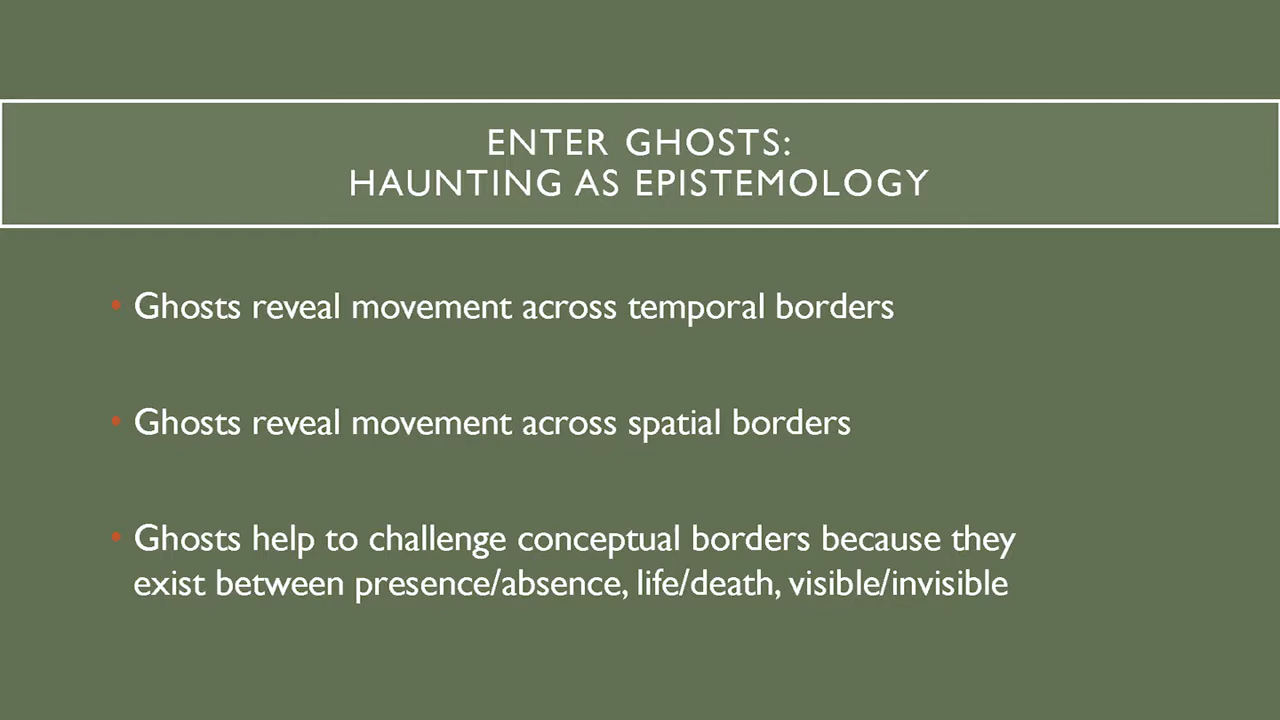 ENTER GHOSTS:
HAUNTING AS EPISTEMOLOGY
• Ghosts reveal movement across temporal borders
• Ghosts reveal movement across spatial borders
• Ghosts help to challenge conceptual borders because they
exist between presence/absence, life/death, visible/invisible